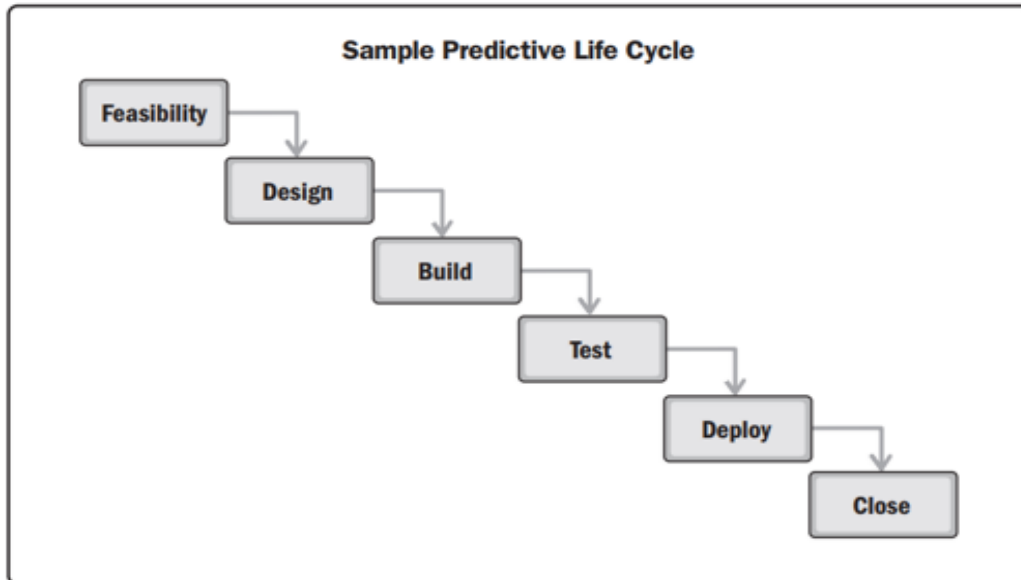 Sample Predictive Life Cycle
Feasibility
Design
Build
Test
Deploy
Close